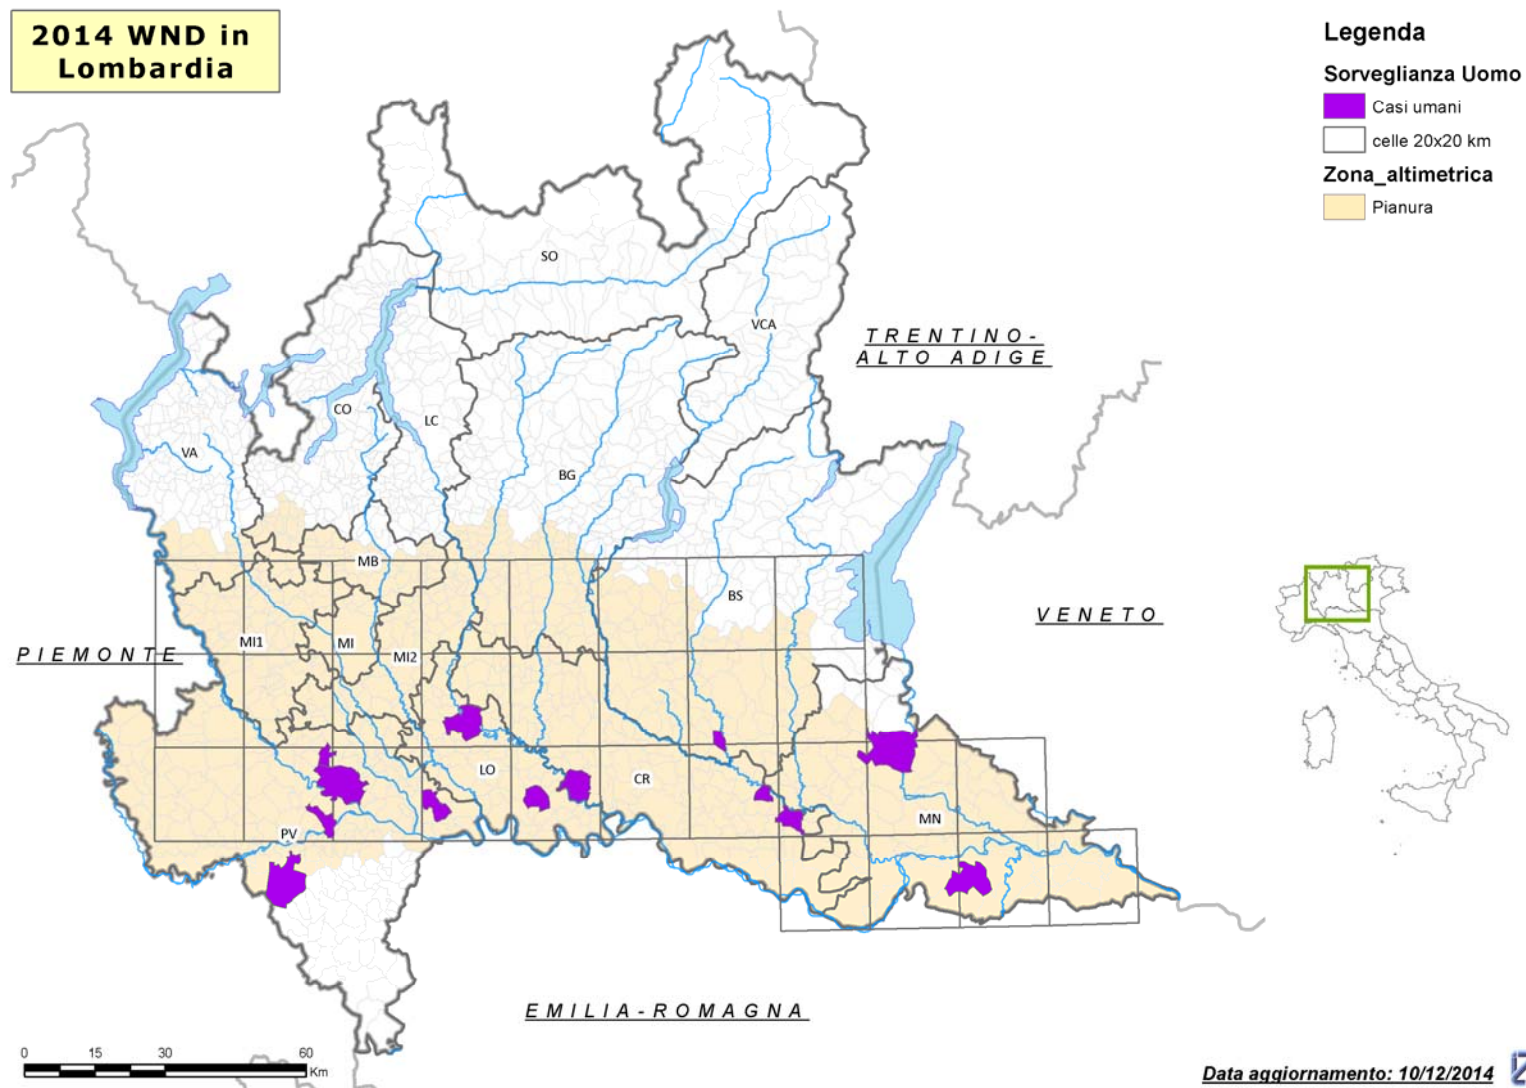 2014 WND in
Lombardia
Legenda
Sorveglianza Uomo
Casi umani
celle 20x20 km
Zona_altimetrica
Pianura
SO
VCA
TRENTINO-
ALTO ADIGE
CO
LC
VA
BG
MB
BS
VENETO
MI1
MI
MI2
PIEMONTE
LO
CR
MN
PV
EMILIA-ROMAGNA
0 15 30 60
Km
Data aggiornamento: 10/12/2014